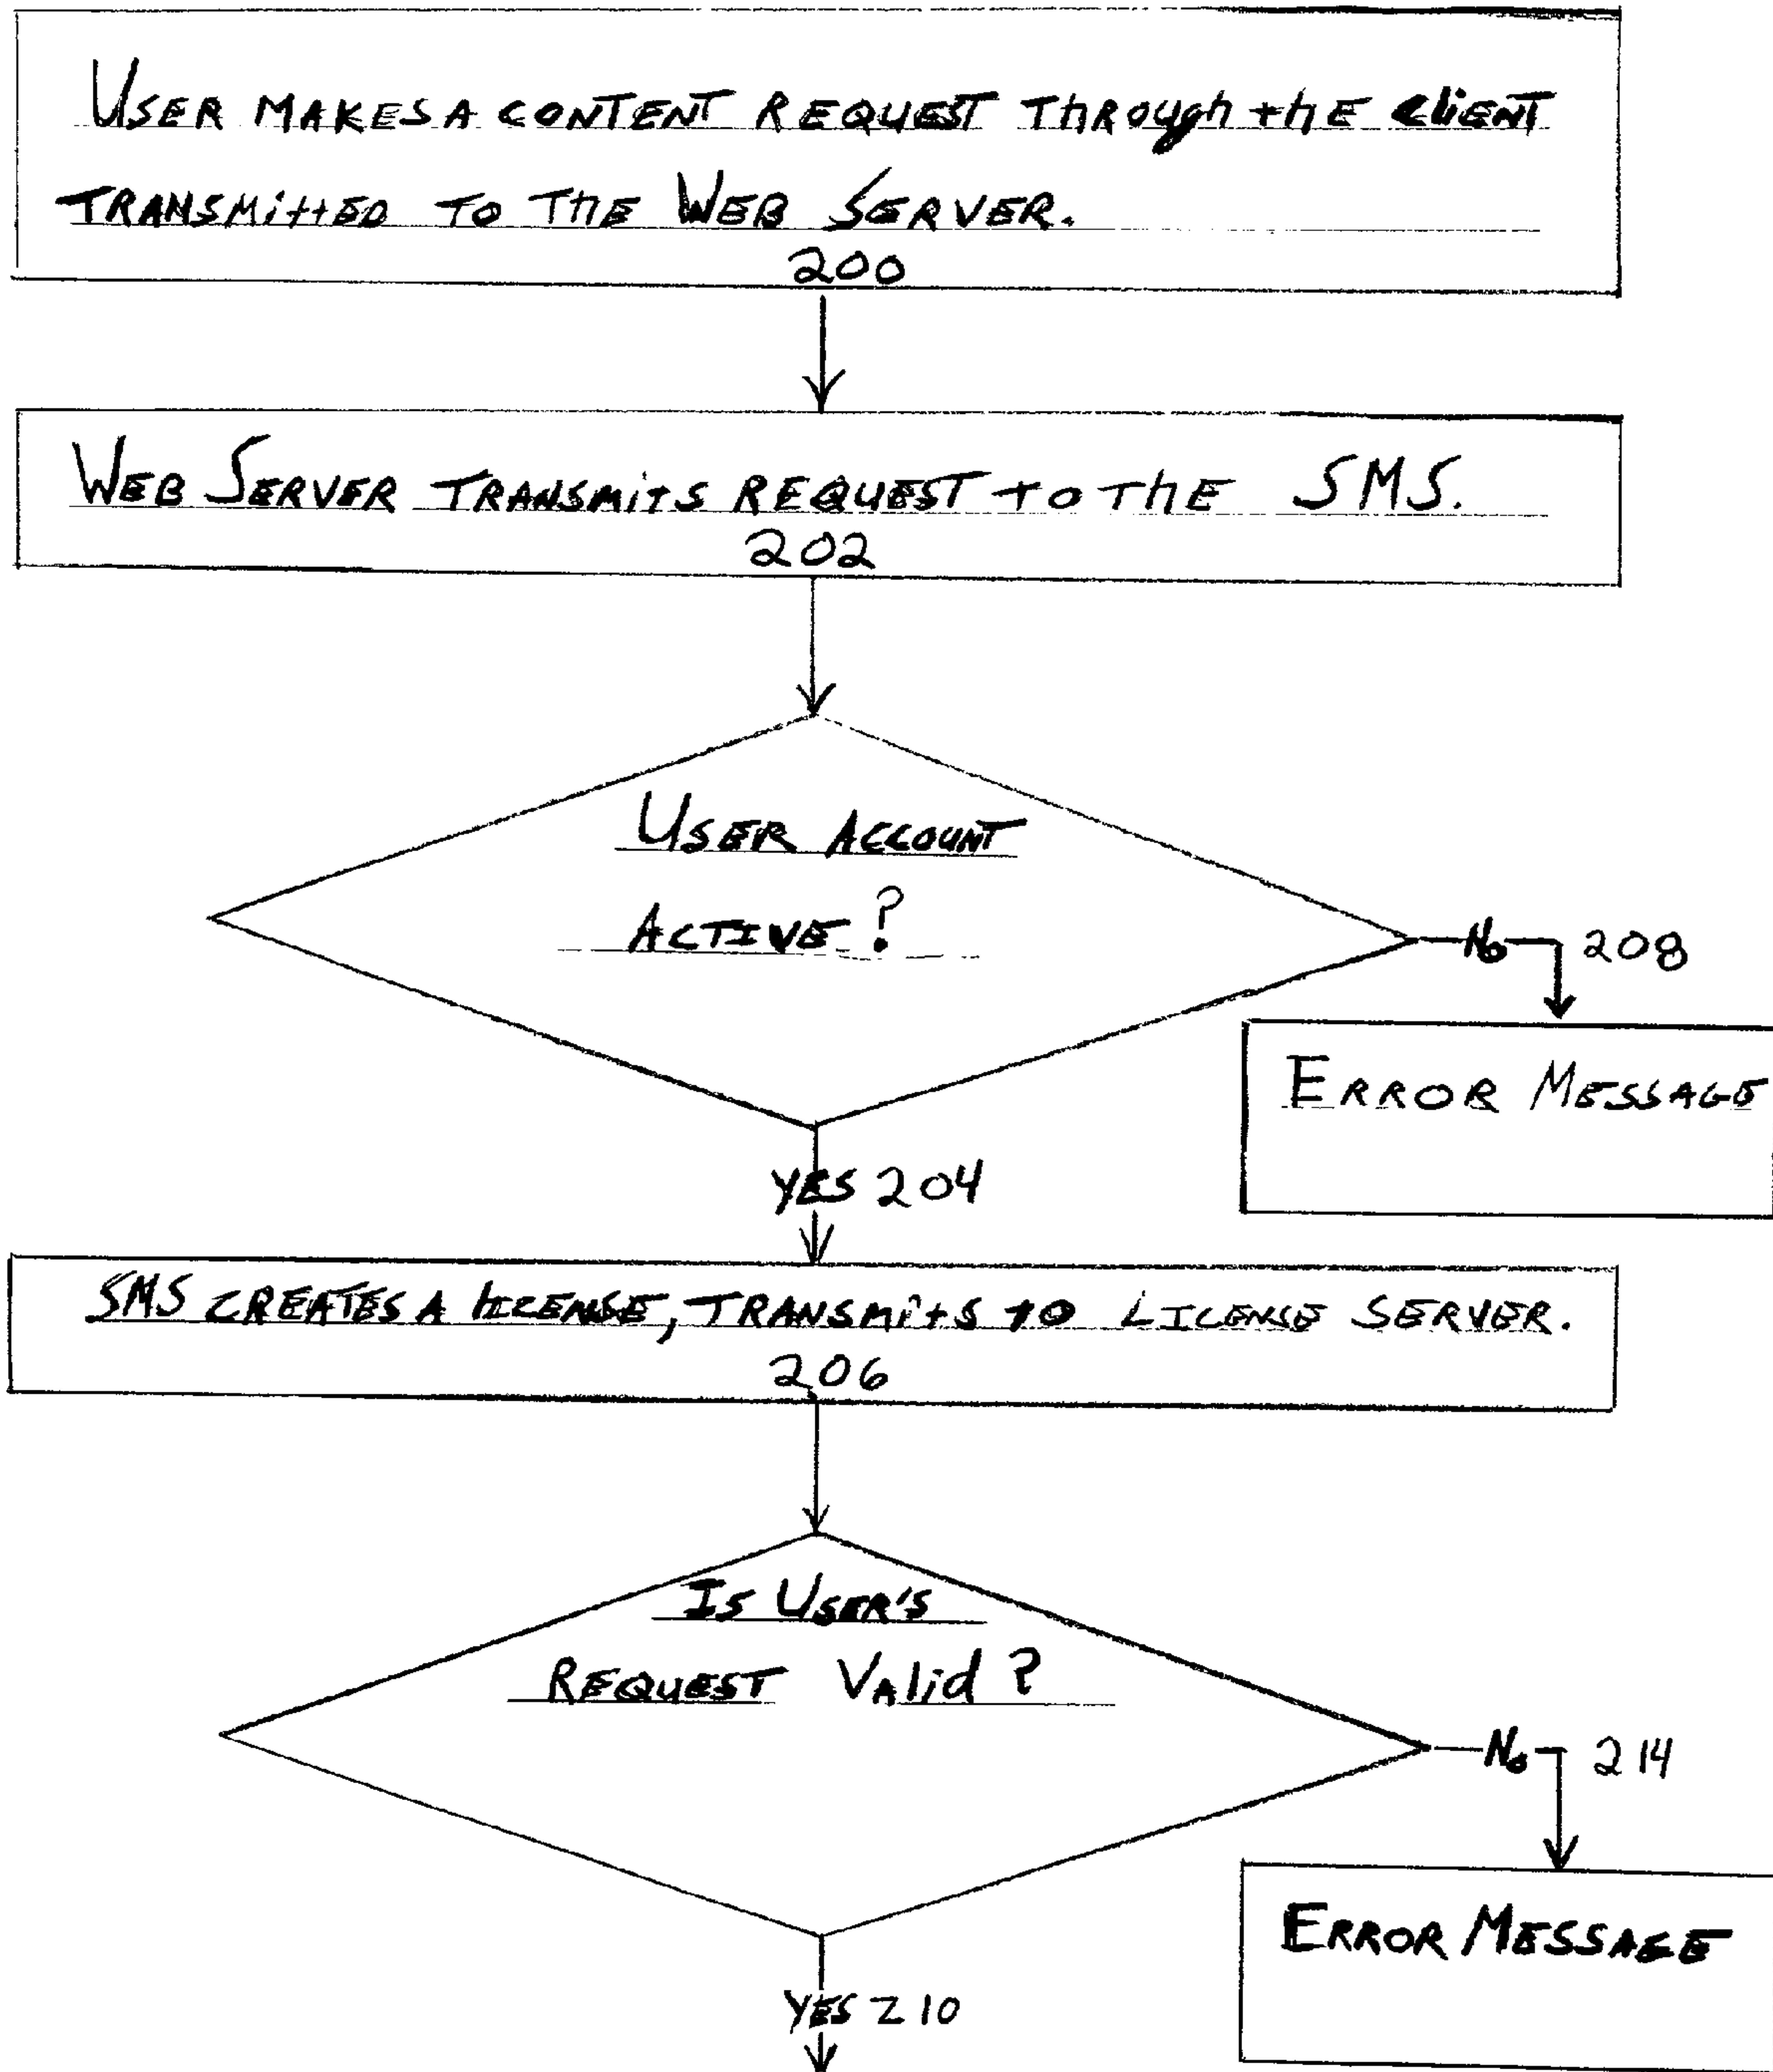 USER MAKES A CONTENT REQUEST THROUGH THE CLIENT
TRANSMITTED TO THE WEB SERVER.
200
WEB SERVER TRANSMITS REQUEST TO THE SMS.
202
USER ACCOUNT
ACTIVE?
No 208
ERROR MESSAGE
YES 204
SMS CREATES A LICENSE, TRANSMITS TO LICENSE SERVER.
206
IS USER'S
REQUEST VALID?
No 214
ERROR MESSAGE
YES 210